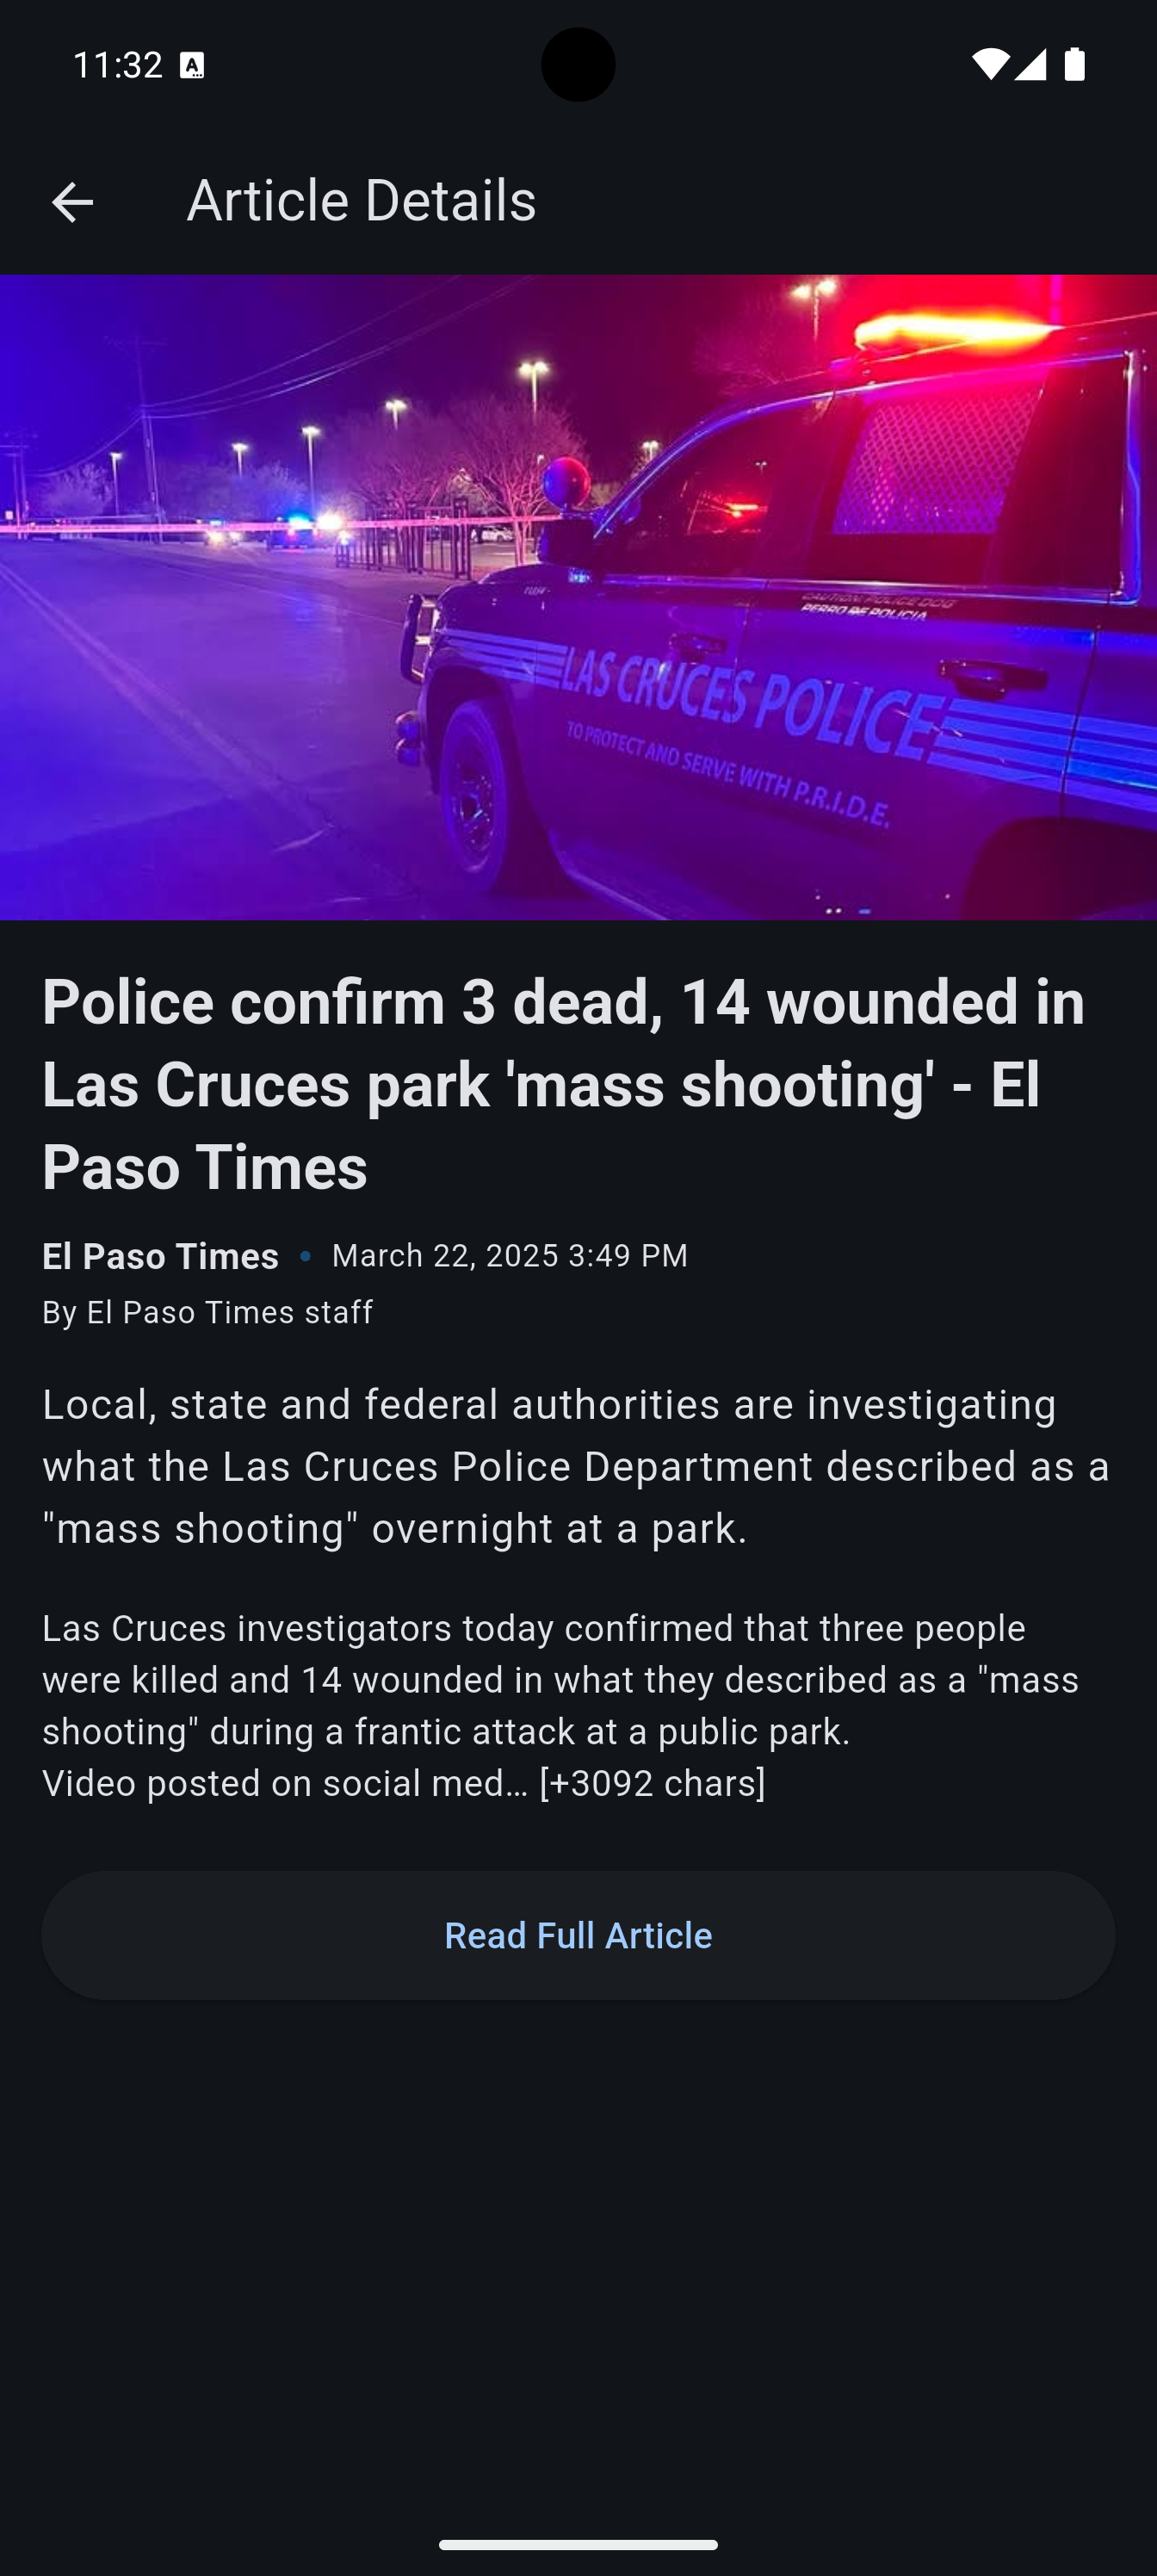 11:32
Article Details
CAUTION POLICE DOG
PERRO DE POLICIA
LAS CRUCES POLICE
TO PROTECT AND SERVE WITH P.R.I.D.E.
Police confirm 3 dead, 14 wounded in
Las Cruces park 'mass shooting' - El
Paso Times
El Paso Times • March 22, 2025 3:49 PM
By El Paso Times staff
Local, state and federal authorities are investigating
what the Las Cruces Police Department described as a
"mass shooting" overnight at a park.
Las Cruces investigators today confirmed that three people
were killed and 14 wounded in what they described as a "mass
shooting" during a frantic attack at a public park.
Video posted on social med… [+3092 chars]
Read Full Article